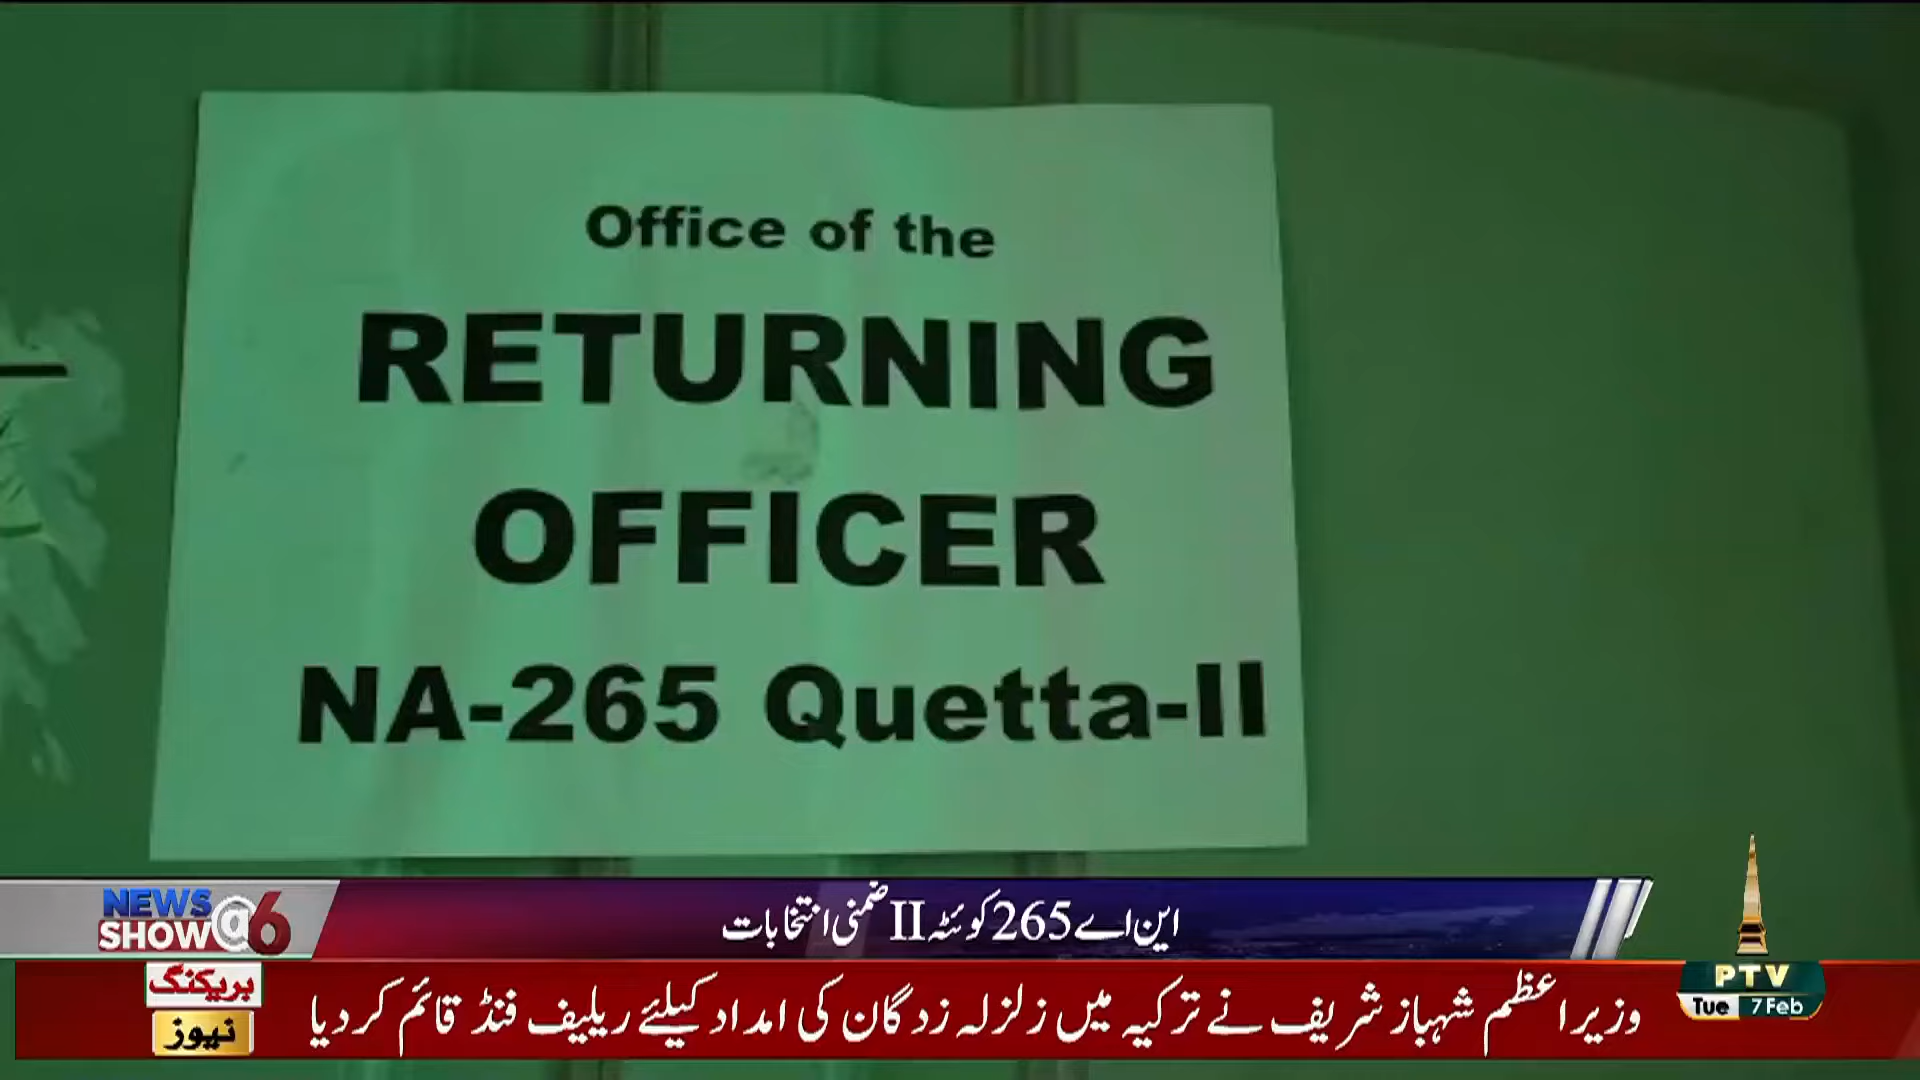 Office of the
RETURNING
OFFICER
NA-265 Quetta-II
NEWS
SHOW @6
این اے 265 کوئٹہ II ضمنی انتخابات
بریکنگ
نیوز
وزیراعظم شہباز شریف نے ترکیہ میں زلزلہ زدگان کی امداد کیلئے ریلیف فنڈ قائم کردیا
PTV
Tue 7 Feb